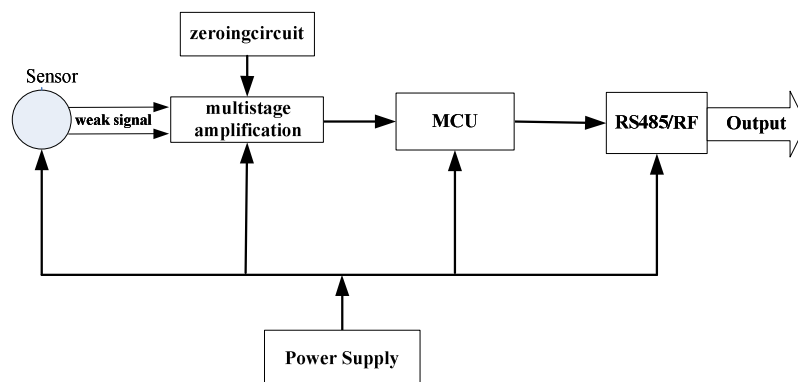 zeroingcircuit
Sensor
weak signal
multistage
amplification
MCU
RS485/RF
Output
Power Supply